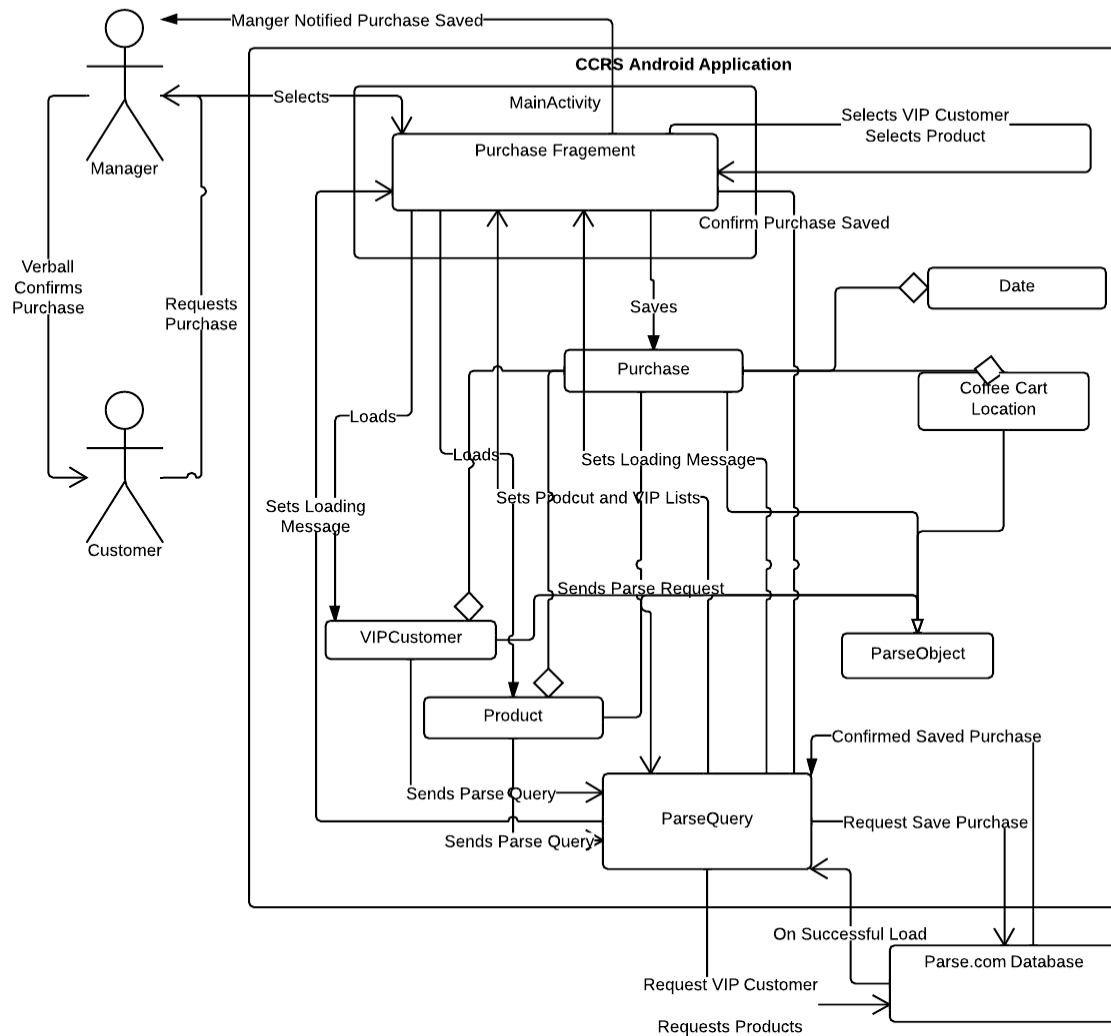 Manger Notified Purchase Saved
CCRS Android Application
Selects
MainActivity
Selects VIP Customer
Selects Product
Purchase Fragement
Manager
Confirm Purchase Saved
Verball
Confirms
Purchase
Requests
Purchase
Date
Saves
Purchase
Coffee Cart
Location
Loads
Loads
Sets Loading Message
Sets Prodcut and VIP Lists
Sets Loading
Message
Customer
Sends Parse Request
VIPCustomer
ParseObject
Product
Confirmed Saved Purchase
Sends Parse Query
ParseQuery
Request Save Purchase
Sends Parse Query
On Successful Load
Parse.com Database
Request VIP Customer
Requests Products